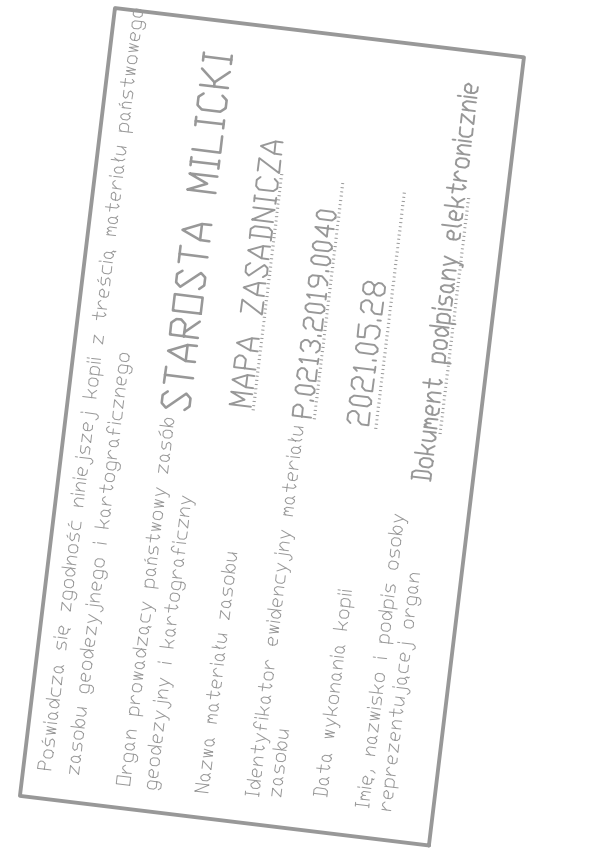 Poświadcza się zgodność niniejszej kopii z treścią materiału państwowego
zasobu geodezyjnego i kartograficznego
Organ prowadzący państwowy zasób
geodezyjny i kartograficzny
STAROSTA MILICKI
Nazwa materiału zasobu
MAPA ZASADNICZA
Identyfikator ewidencyjny materiału
zasobu
P.0213.2019.0040
Data wykonania kopii
2021.05.28
Imię, nazwisko i podpis osoby
reprezentującej organ
Dokument podpisany elektronicznie